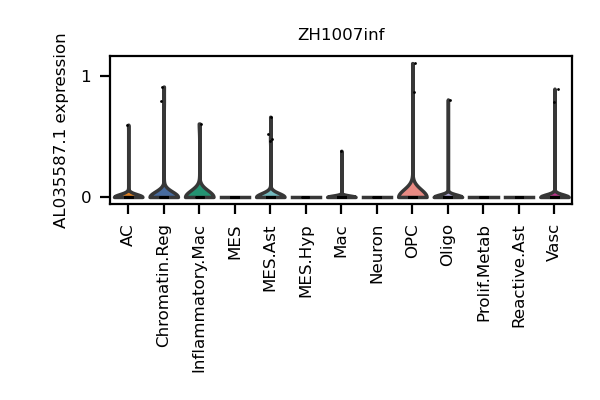 ZH1007inf
AL035587.1 expression
1
0
AC
Chromatin.Reg
Inflammatory.Mac
MES
MES.Ast
MES.Hyp
Mac
Neuron
OPC
Oligo
Prolif.Metab
Reactive.Ast
Vasc